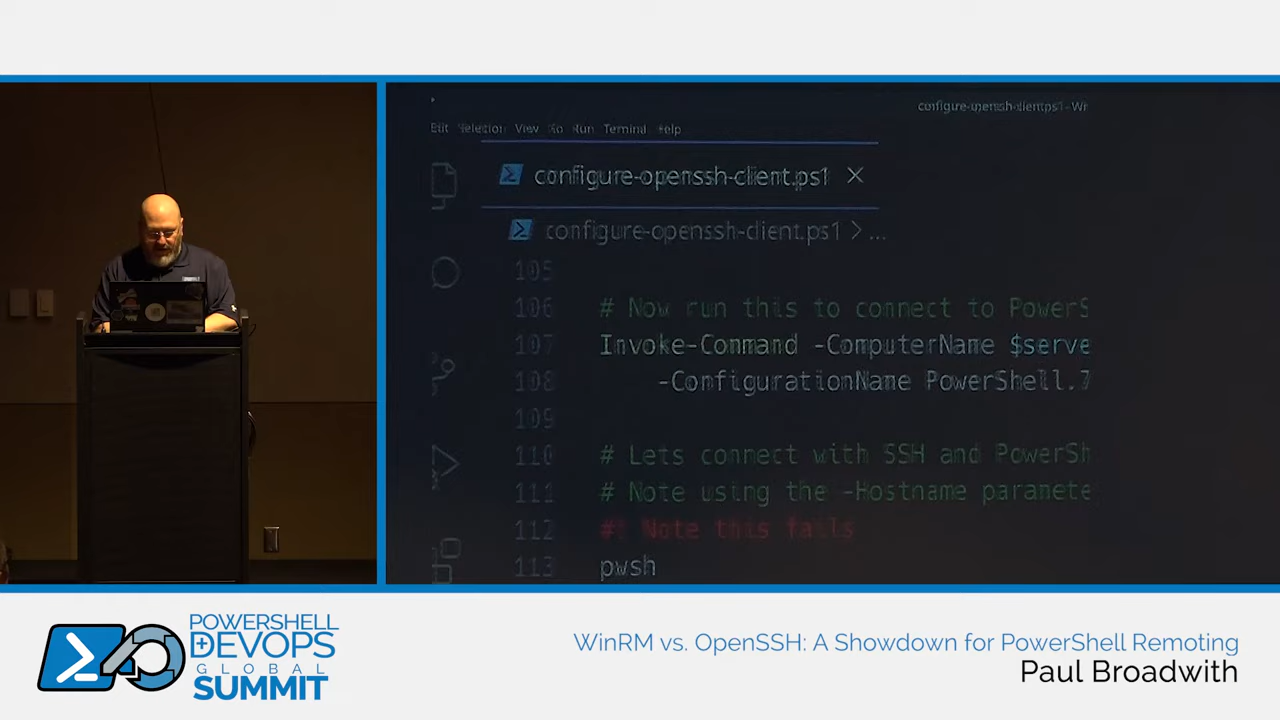 configure-openssh-client.ps1 - Wi
Edit Selection View Go Run Terminal Help
configure-openssh-client.ps1
configure-openssh-client.ps1 > ...
105
106 # Now run this to connect to PowerS
107 Invoke-Command -ComputerName $serve
108 -ConfigurationName PowerShell.7
109
110 # Lets connect with SSH and PowerSh
111 # Note using the -Hostname paramete
112 #! Note this fails
113 pwsh
POWERSHELL
DEVOPS
GLOBAL
SUMMIT
WinRM vs. OpenSSH: A Showdown for PowerShell Remoting
Paul Broadwith